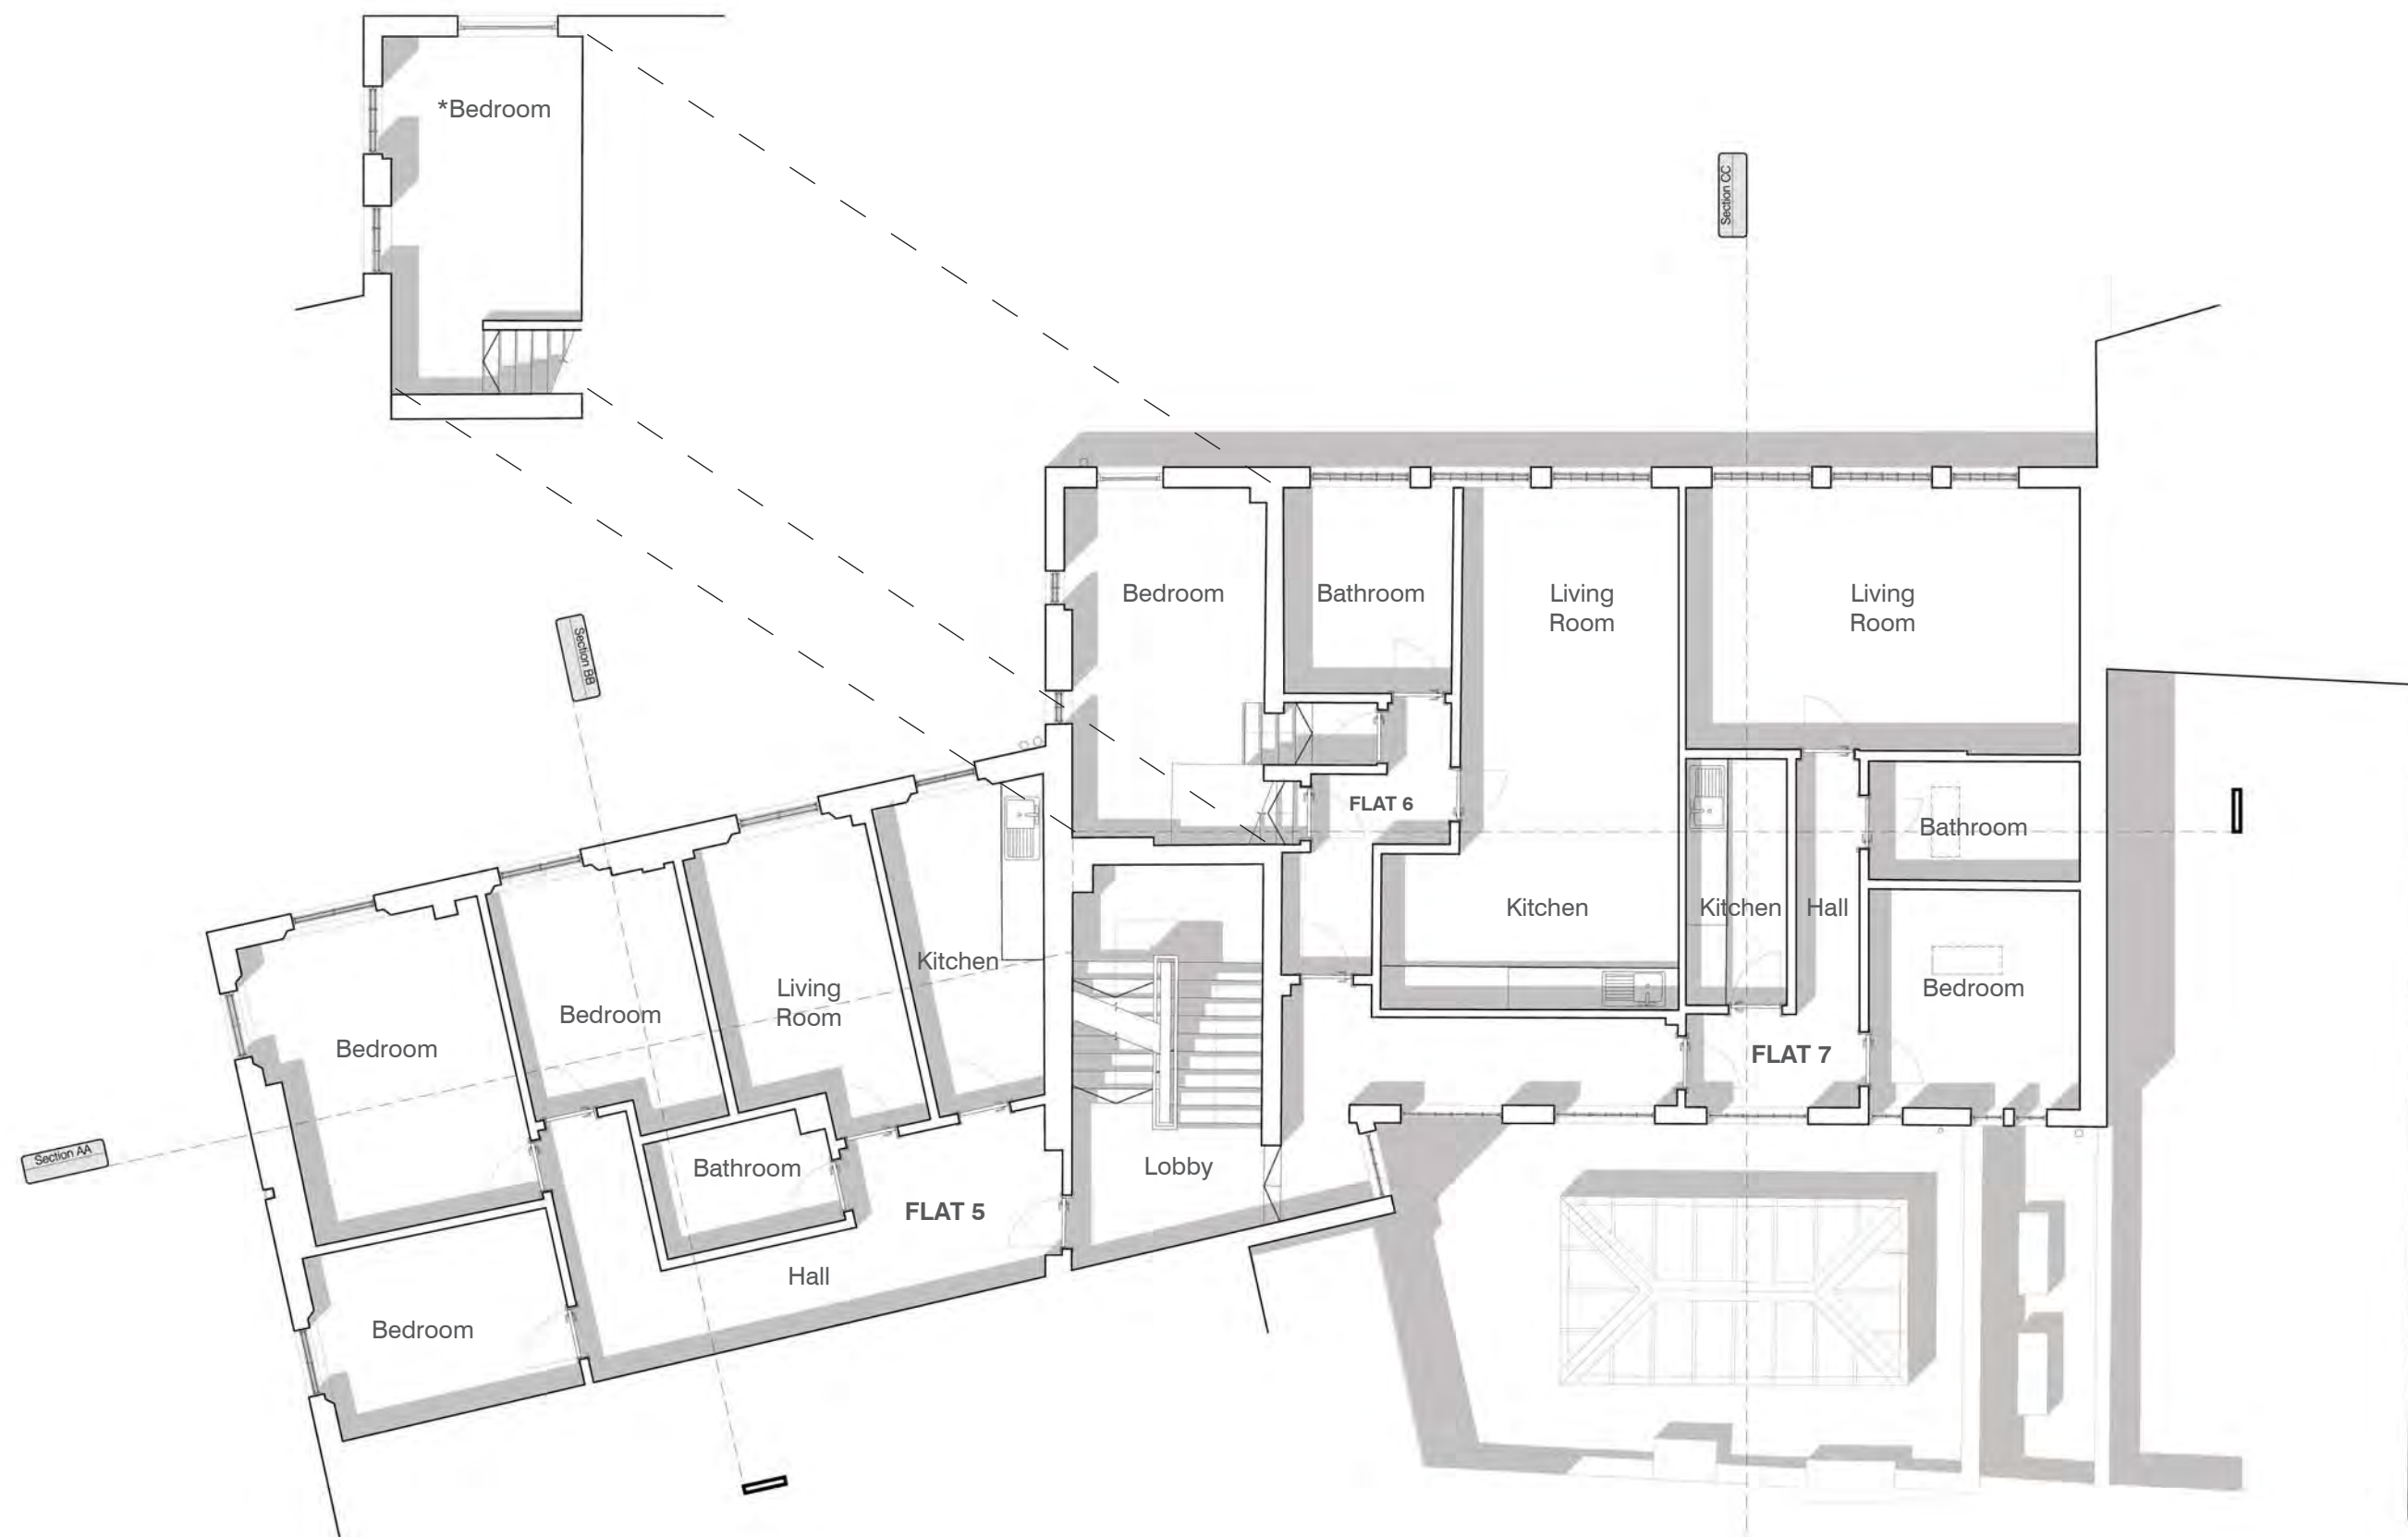 *Bedroom
Section CC
Bedroom
Bathroom
Living
Room
Living
Room
Section BB
FLAT 6
Bathroom
Kitchen
Kitchen
Hall
Kitchen
Bedroom
Living
Room
Bedroom
Bedroom
FLAT 7
Section AA
Bathroom
Lobby
FLAT 5
Hall
Bedroom